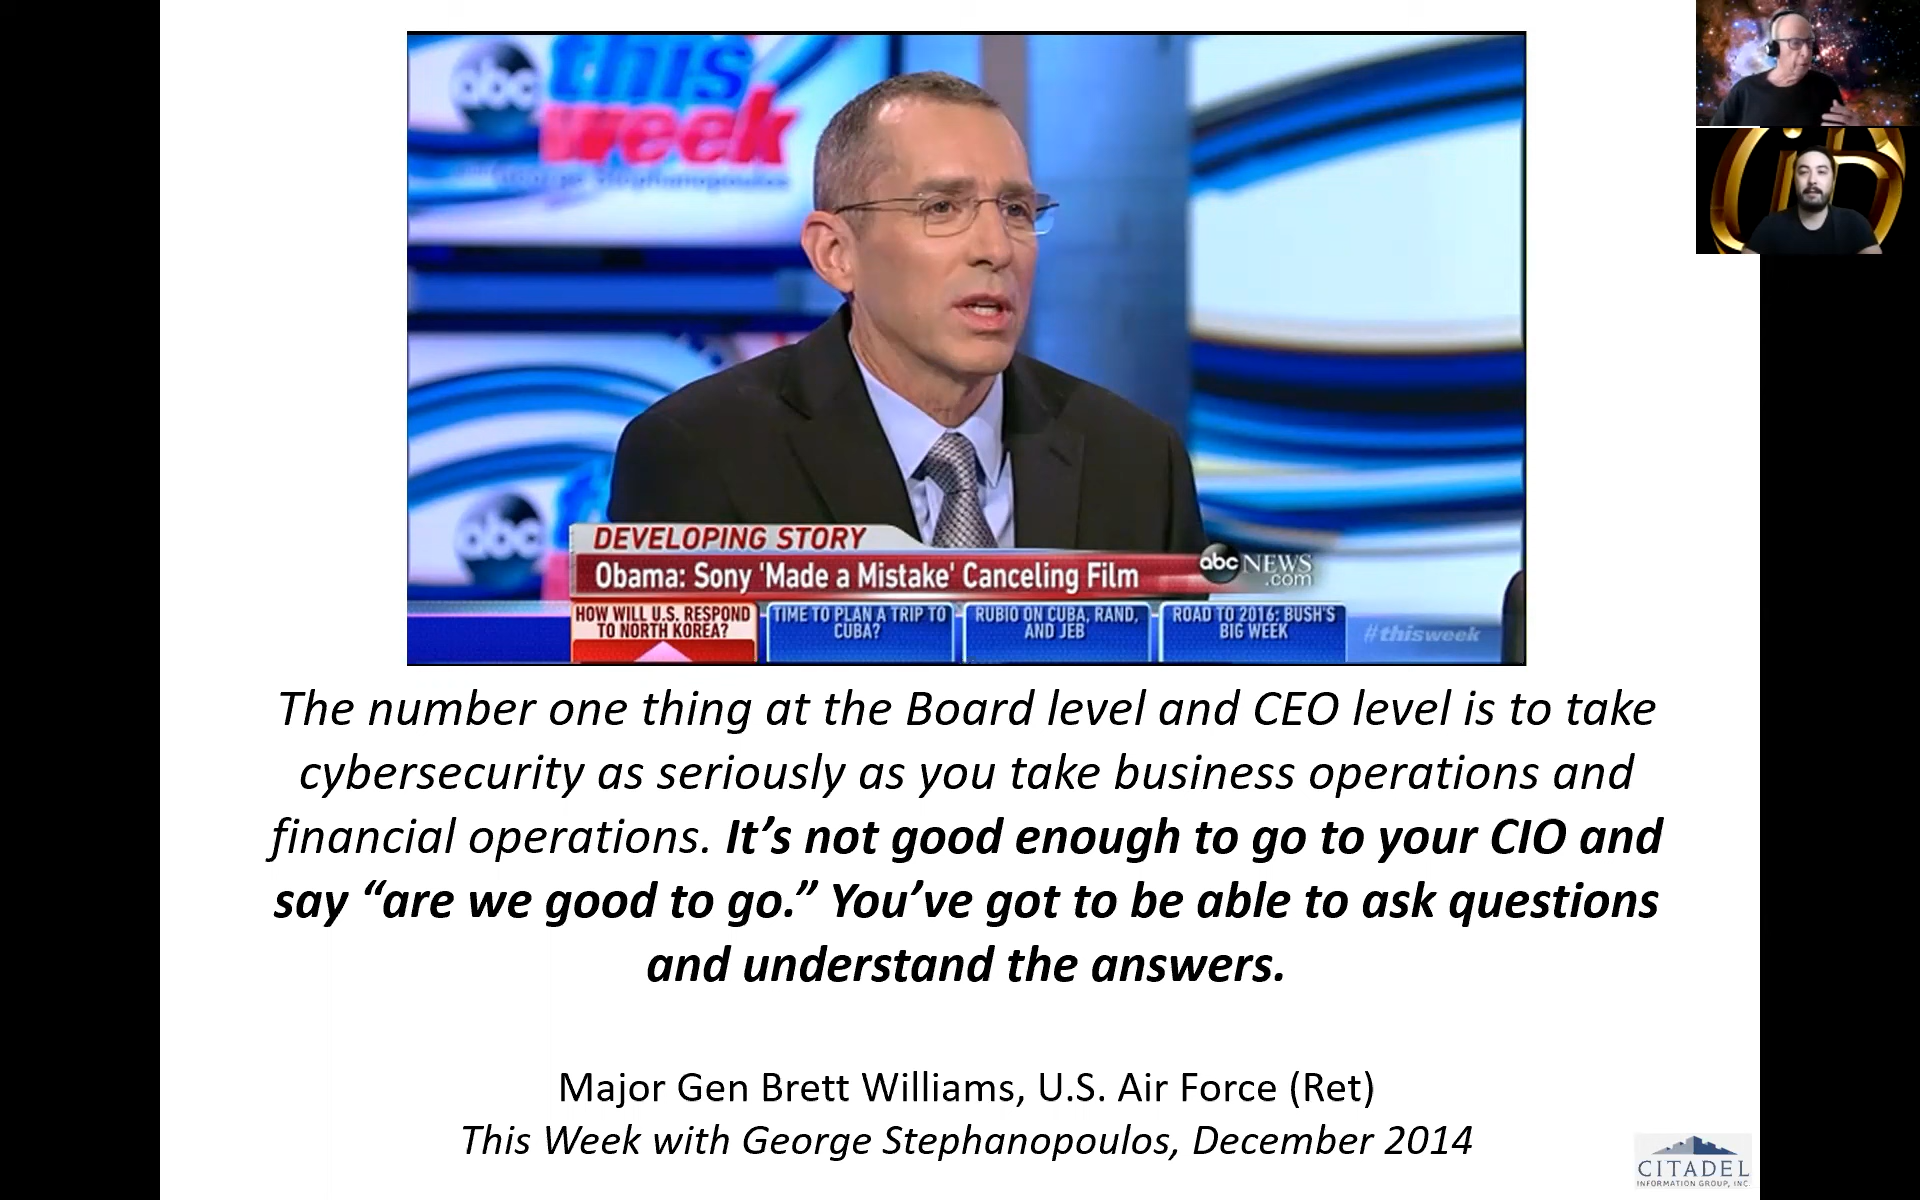 abc
this
week
George Stephanopoulos
abc
DEVELOPING STORY
Obama: Sony 'Made a Mistake' Canceling Film
abc NEWS
.com
HOW WILL U.S. RESPOND
TO NORTH KOREA?
TIME TO PLAN A TRIP TO
CUBA?
RUBIO ON CUBA, RAND,
AND JEB
ROAD TO 2016: BUSH'S
BIG WEEK
#thisweek
The number one thing at the Board level and CEO level is to take
cybersecurity as seriously as you take business operations and
financial operations. It’s not good enough to go to your CIO and
say “are we good to go.” You’ve got to be able to ask questions
and understand the answers.
Major Gen Brett Williams, U.S. Air Force (Ret)
This Week with George Stephanopoulos, December 2014
CITADEL
INFORMATION GROUP, INC